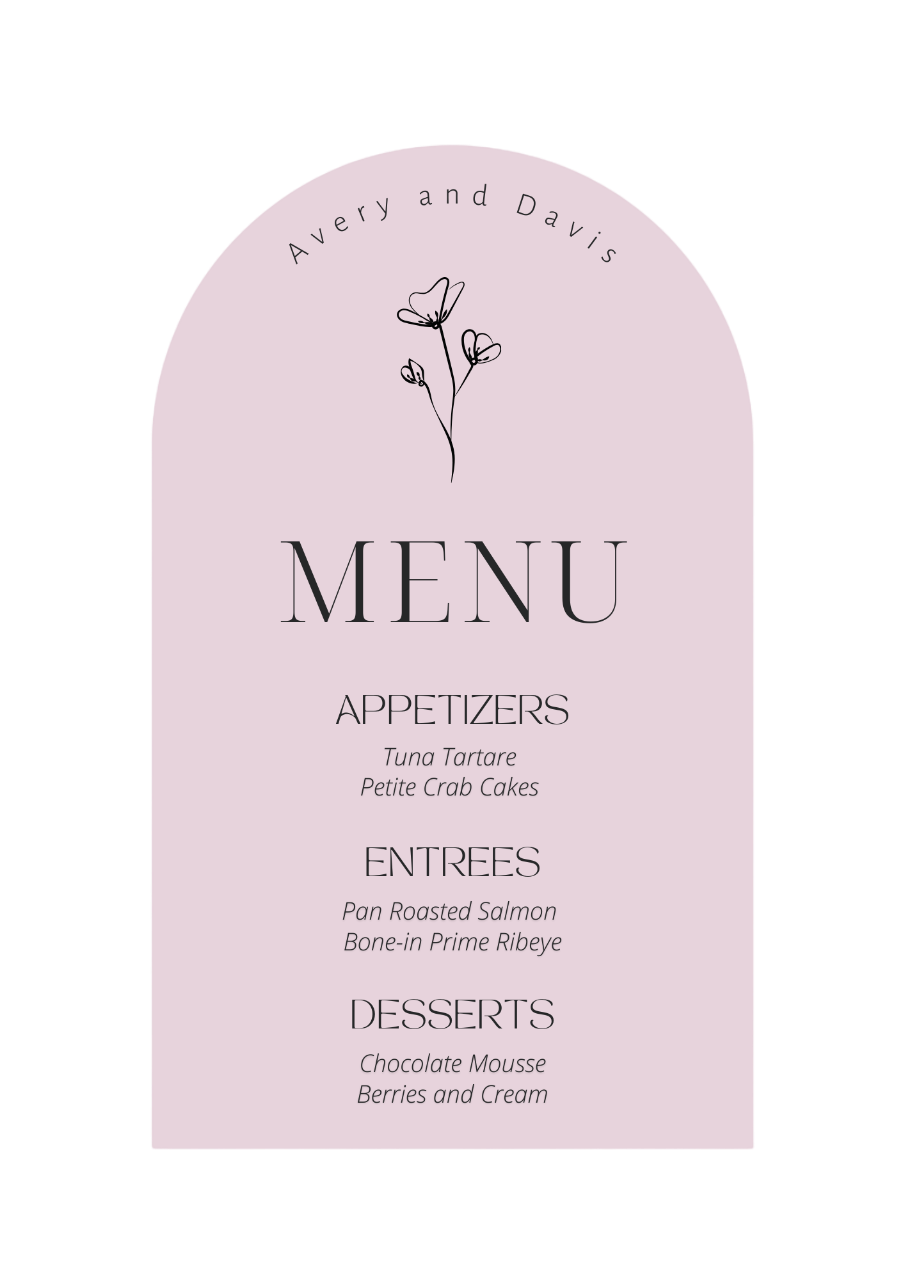 Avery and Davis
MENU
APPETIZERS
Tuna Tartare
Petite Crab Cakes
ENTREES
Pan Roasted Salmon
Bone-in Prime Ribeye
DESSERTS
Chocolate Mousse
Berries and Cream